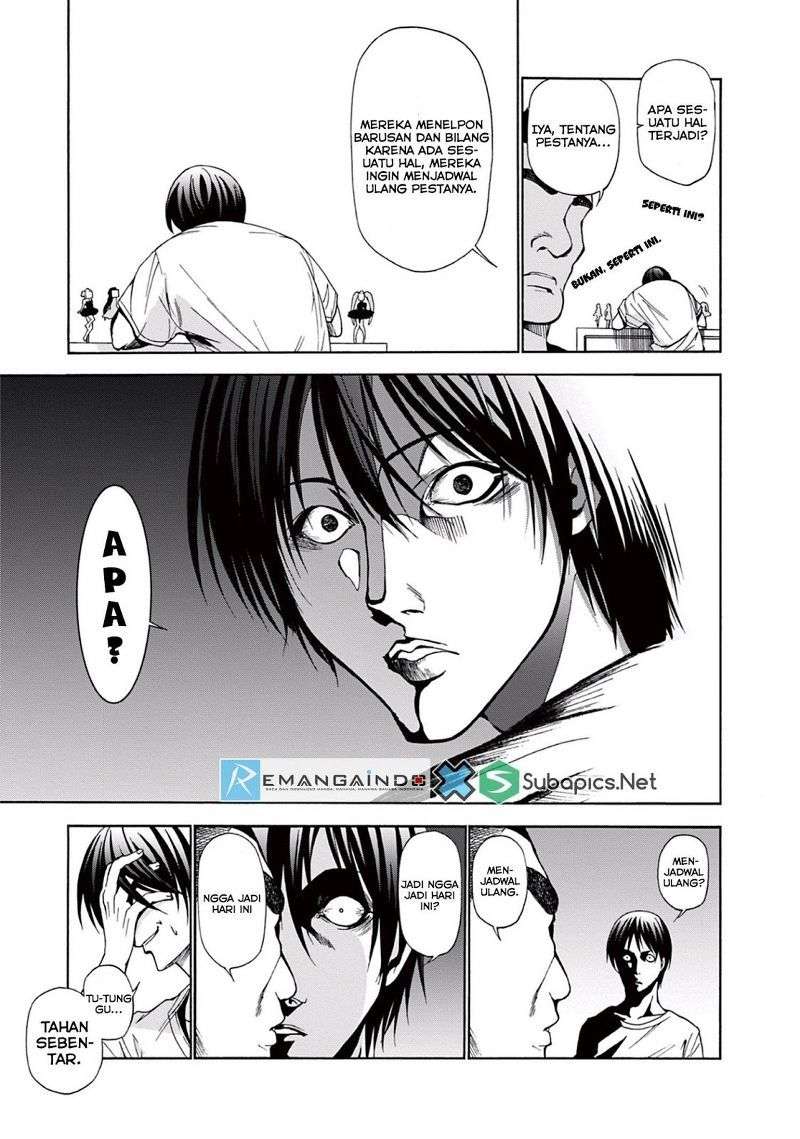 APA SES-
UATU HAL
TERJADI?
IYA, TENTANG
PESTANYA...
SEPERTI INI?
BUKAN, SEPERTI INI.
MEREKA MENELPON
BARUSAN DAN BILANG
KARENA ADA SES-
UATU HAL, MEREKA
INGIN MENJADWAL
ULANG PESTANYA.
APA?
REMANGAINDO
Subapics.Net
MEN-
JADWAL
ULANG?
MEN-
JADWAL
ULANG.
JADI NGGA
JADI HARI
INI?
NGGA JADI
HARI INI
TU-TUNG
GU...
TAHAN
SEBEN-
TAR.